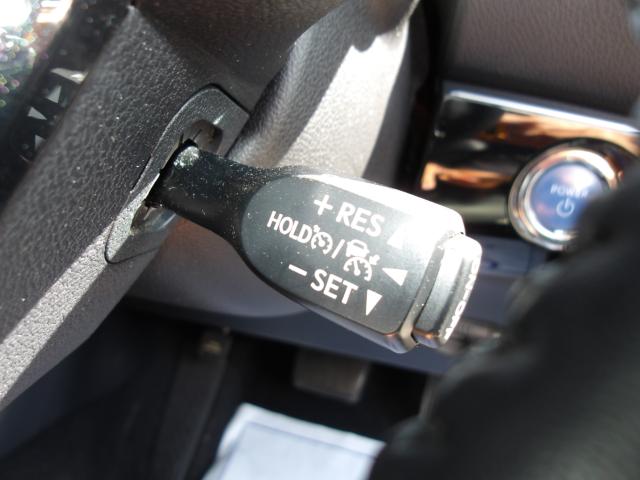 + RES
HOLD /
- SET
POWER